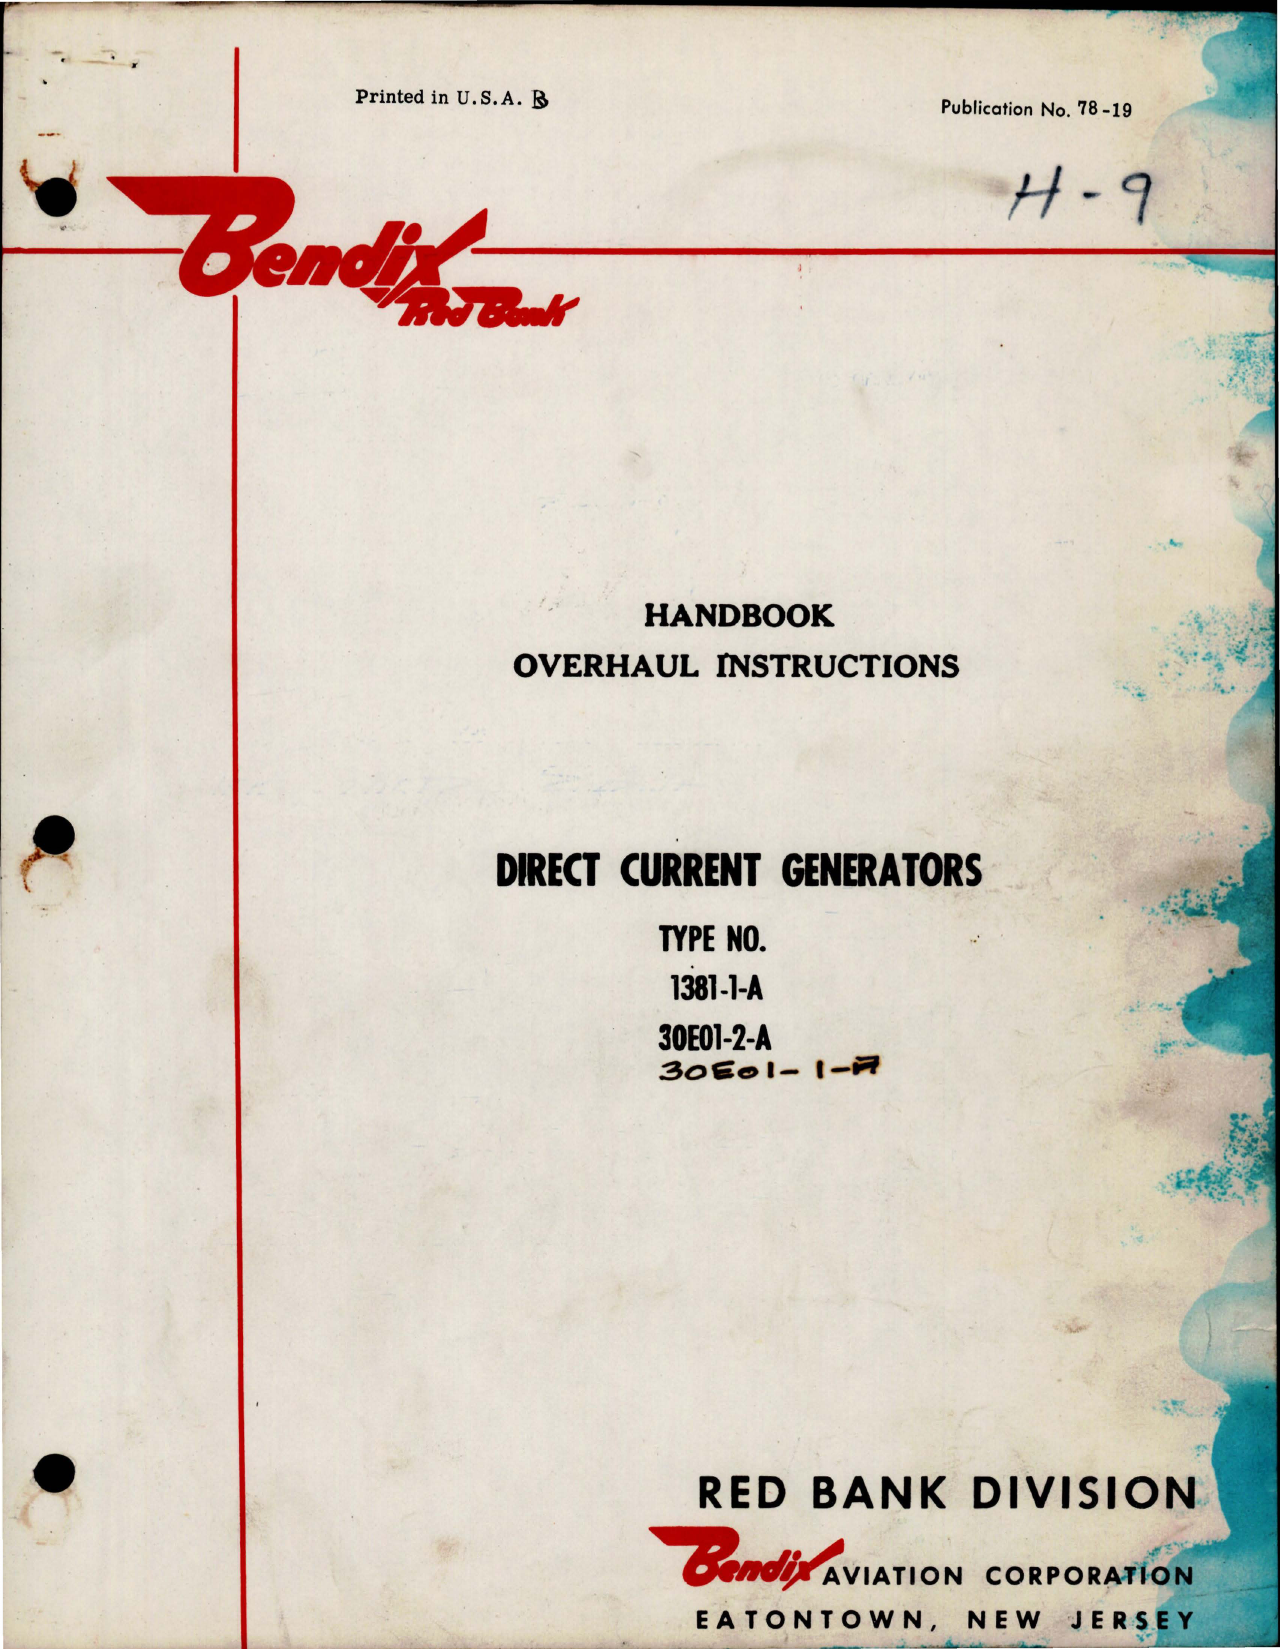 Printed in U.S.A. B
Publication No. 78-19
H-9
Bendix
Red Bank
HANDBOOK
OVERHAUL INSTRUCTIONS
DIRECT CURRENT GENERATORS
TYPE NO.
1381-1-A
30E01-2-A
30E01-1-A
RED BANK DIVISION
Bendix AVIATION CORPORATION
EATONTOWN, NEW JERSEY